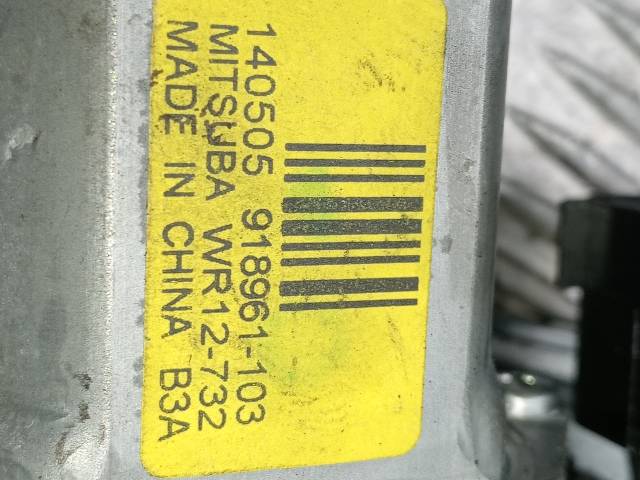 140505 918961-103
MITSUBA WR12-732
MADE IN CHINA B3A